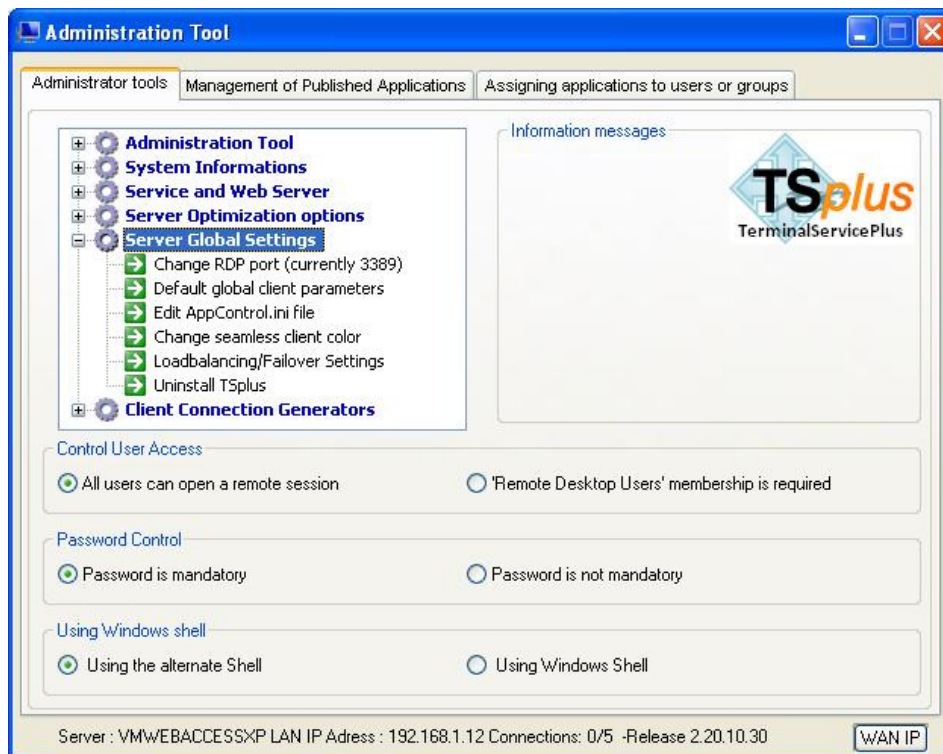 Administration Tool
Administrator tools
Management of Published Applications
Assigning applications to users or groups
Administration Tool
System Informations
Service and Web Server
Server Optimization options
Server Global Settings
Change RDP port (currently 3389)
Default global client parameters
Edit AppControl.ini file
Change seamless client color
Loadbalancing/Failover Settings
Uninstall TSplus
Client Connection Generators
Information messages
TSplus
TerminalServicePlus
Control User Access
All users can open a remote session
'Remote Desktop Users' membership is required
Password Control
Password is mandatory
Password is not mandatory
Using Windows shell
Using the alternate Shell
Using Windows Shell
Server : VMWEBACCESSXP LAN IP Adress : 192.168.1.12 Connections: 0/5 -Release 2.20.10.30
WAN IP